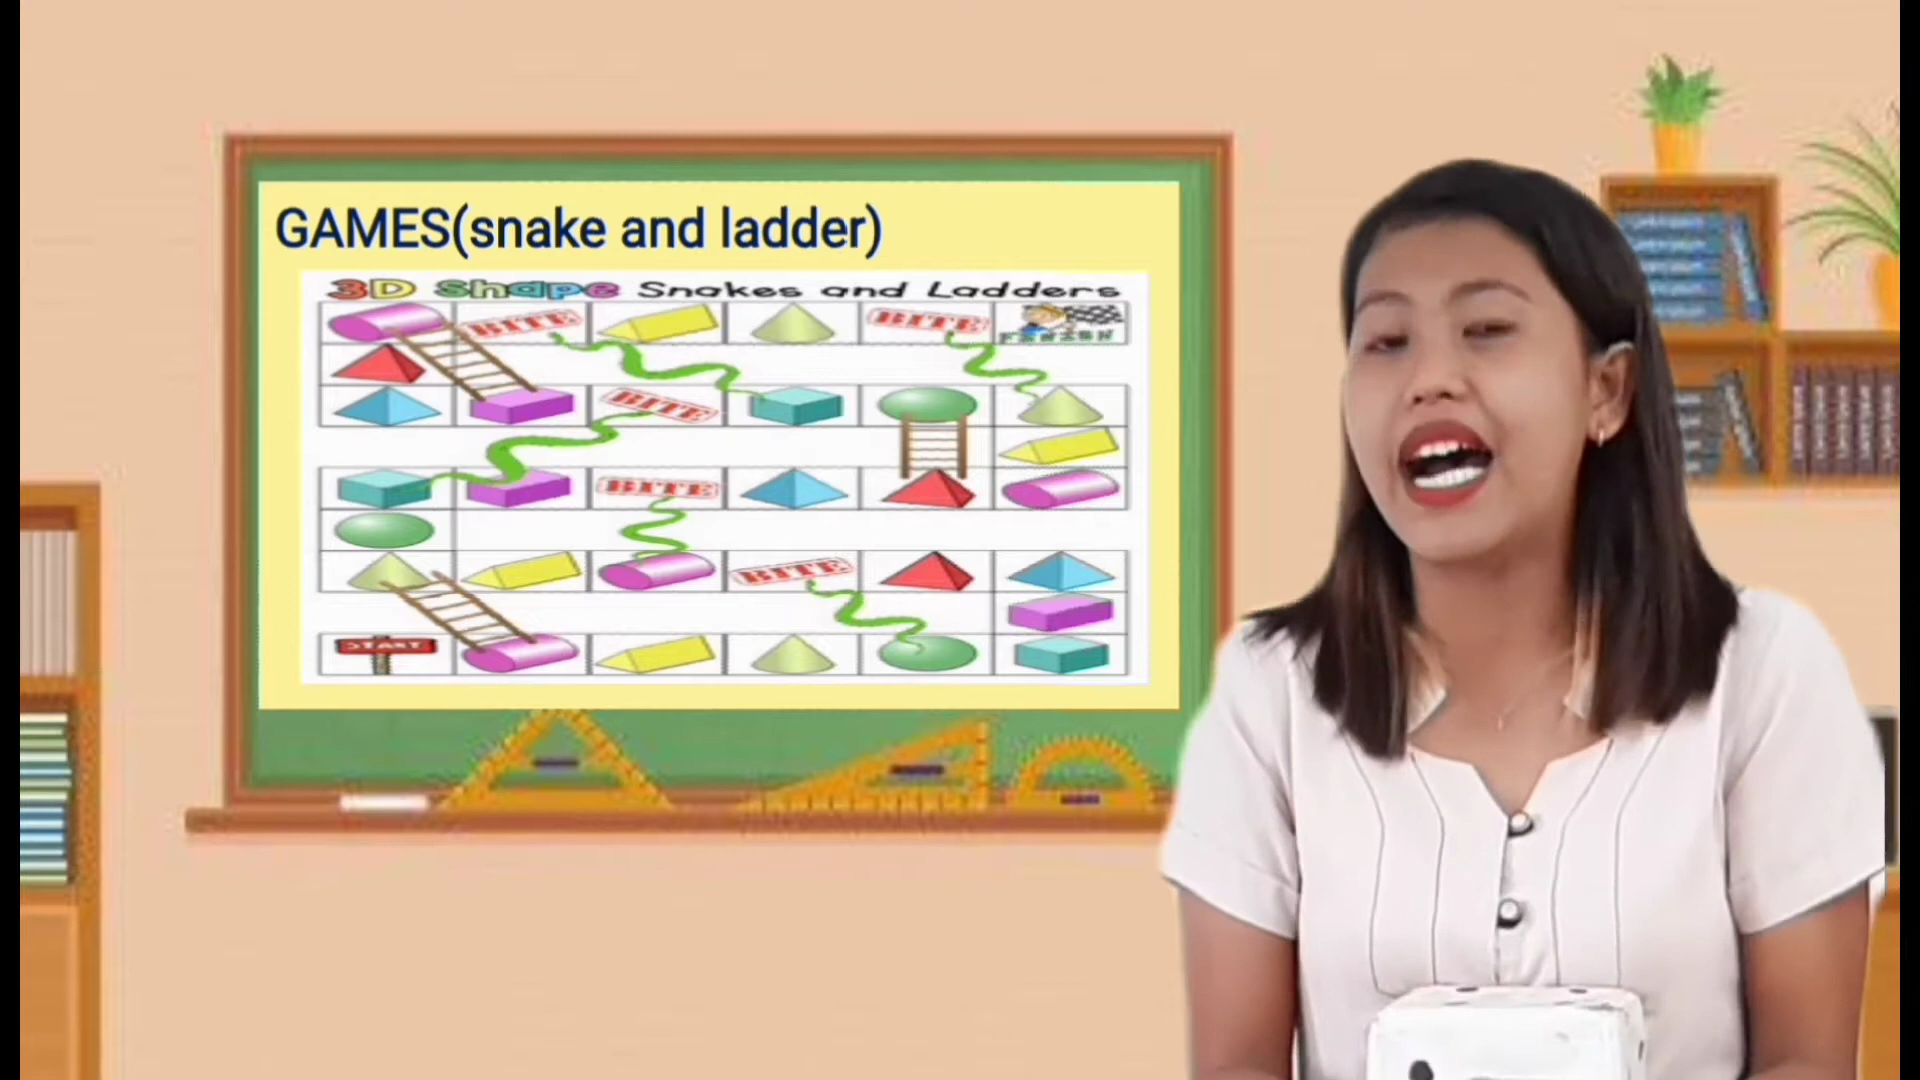 GAMES(snake and ladder)
3D Shape Snakes and Ladders
BITE
BITE
FINISH
BITE
BITE
BITE
START